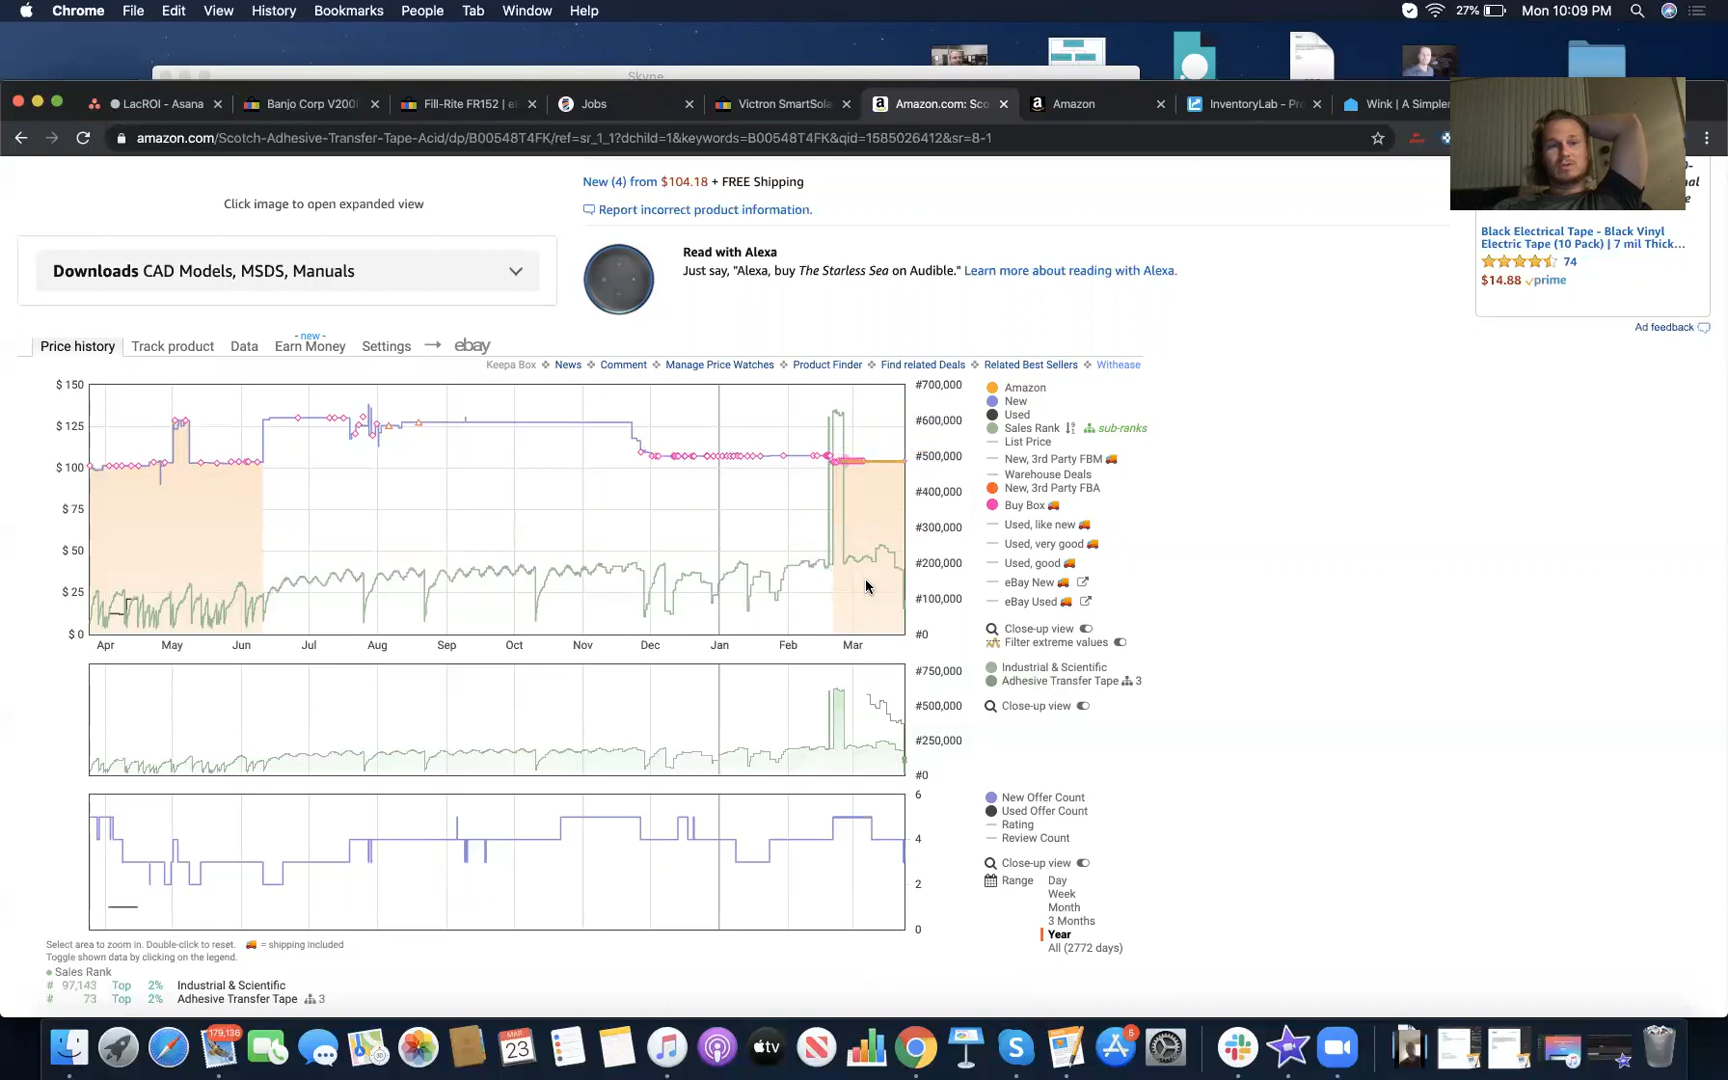 Chrome File Edit View History Bookmarks People Tab Window Help 27% Mon 10:09 PM
Skype
LacROI - Asana Banjo Corp V200 Fill-Rite FR152 | e Jobs Victron SmartSola Amazon.com: Sco Amazon InventoryLab - Pro Wink | A Simpler
amazon.com/Scotch-Adhesive-Transfer-Tape-Acid/dp/B00548T4FK/ref=sr_1_1?dchild=1&keywords=B00548T4FK&qid=1585026412&sr=8-1
New (4) from $104.18 + FREE Shipping
Click image to open expanded view
Report incorrect product information.
Downloads CAD Models, MSDS, Manuals
Read with Alexa
Just say, "Alexa, buy The Starless Sea on Audible." Learn more about reading with Alexa.
Black Electrical Tape - Black Vinyl
Electric Tape (10 Pack) | 7 mil Thick...
74
$14.88 prime
Ad feedback
- new -
Price history Track product Data Earn Money Settings ebay
Keepa Box News Comment Manage Price Watches Product Finder Find related Deals Related Best Sellers Withease
$ 150
$ 125
$ 100
$ 75
$ 50
$ 25
$ 0
#700,000
#600,000
#500,000
#400,000
#300,000
#200,000
#100,000
#0
Apr May Jun Jul Aug Sep Oct Nov Dec Jan Feb Mar
Amazon
New
Used
Sales Rank sub-ranks
List Price
New, 3rd Party FBM
Warehouse Deals
New, 3rd Party FBA
Buy Box
Used, like new
Used, very good
Used, good
eBay New
eBay Used
Close-up view
Filter extreme values
#750,000
#500,000
#250,000
#0
Industrial & Scientific
Adhesive Transfer Tape 3
Close-up view
6
4
2
0
New Offer Count
Used Offer Count
Rating
Review Count
Close-up view
Range Day
Week
Month
3 Months
Year
All (2772 days)
Select area to zoom in. Double-click to reset. = shipping included
Toggle shown data by clicking on the legend.
Sales Rank
# 97,143 Top 2% Industrial & Scientific
# 73 Top 2% Adhesive Transfer Tape 3
179,136
MAR
23
tv
6